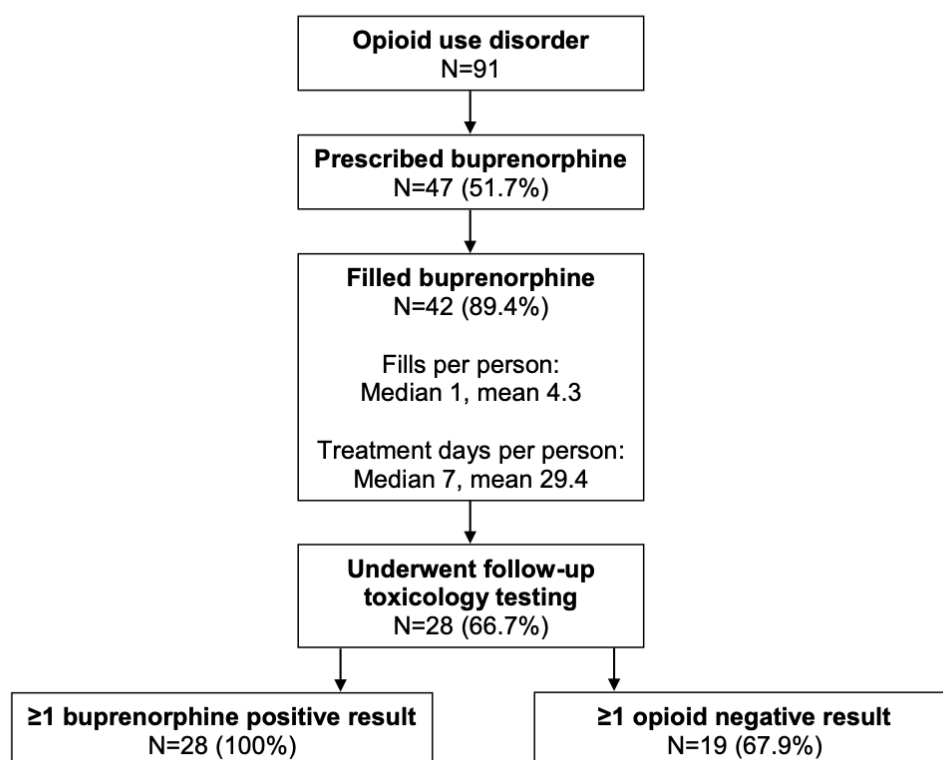 Opioid use disorder
N=91
Prescribed buprenorphine
N=47 (51.7%)
Filled buprenorphine
N=42 (89.4%)
Fills per person:
Median 1, mean 4.3
Treatment days per person:
Median 7, mean 29.4
Underwent follow-up
toxicology testing
N=28 (66.7%)
≥1 buprenorphine positive result
N=28 (100%)
≥1 opioid negative result
N=19 (67.9%)